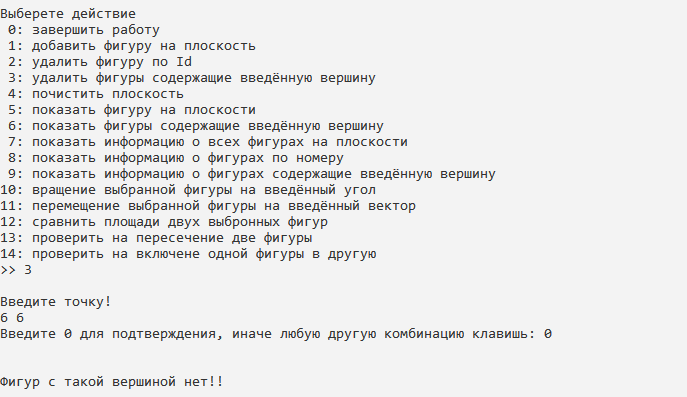 Выберете действие
0: завершить работу
1: добавить фигуру на плоскость
2: удалить фигуру по Id
3: удалить фигуры содержащие введённую вершину
4: почистить плоскость
5: показать фигуру на плоскости
6: показать фигуры содержащие введённую вершину
7: показать информацию о всех фигурах на плоскости
8: показать информацию о фигурах по номеру
9: показать информацию о фигурах содержащие введённую вершину
10: вращение выбранной фигуры на введённый угол
11: перемещение выбранной фигуры на введённый вектор
12: сравнить площади двух выбронных фигур
13: проверить на пересечение две фигуры
14: проверить на включене одной фигуры в другую
>> 3
Введите точку!
6 6
Введите 0 для подтверждения, иначе любую другую комбинацию клавишь: 0
Фигур с такой вершиной нет!!